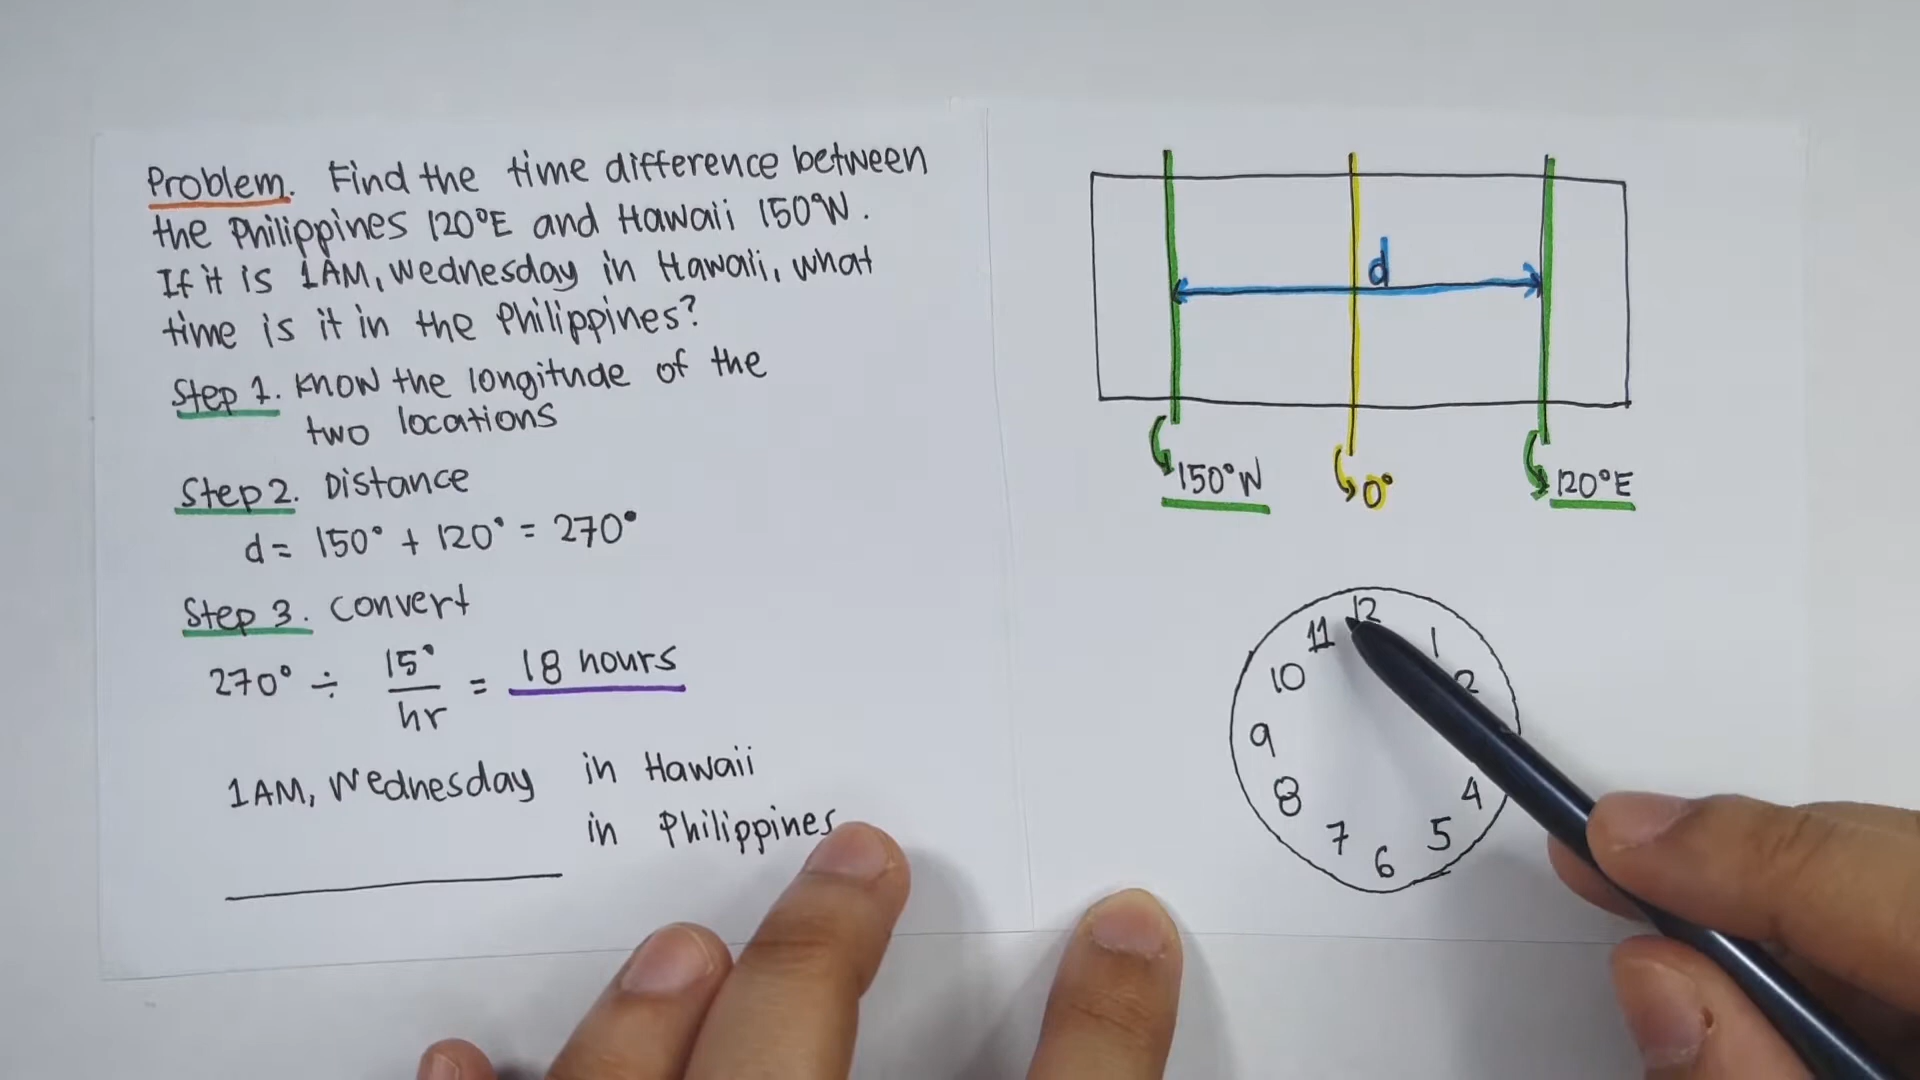 Problem. Find the time difference between
the Philippines 120°E and Hawaii 150°W.
If it is 1AM, Wednesday in Hawaii, what
time is it in the Philippines?
Step 1. Know the longitude of the
two locations
Step 2. Distance
d = 150° + 120° = 270°
Step 3. Convert
270° ÷ 15°/hr = 18 hours
1AM, Wednesday in Hawaii
in Philippines
d
150°W 0° 120°E
12
11 1
10 2
9
8 4
7 5
6